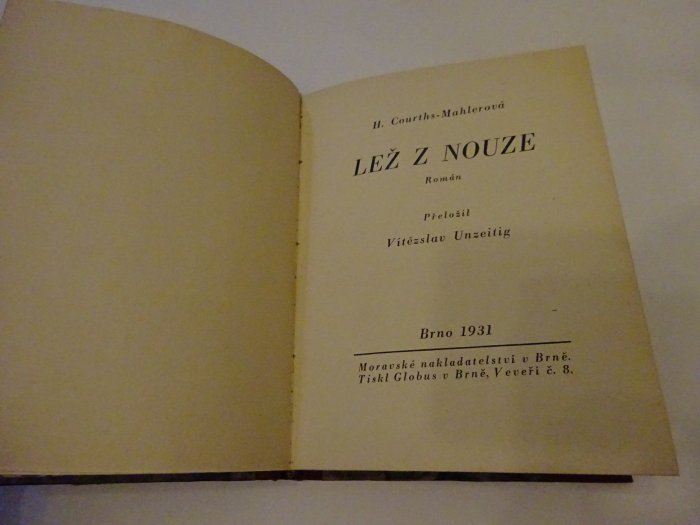 H. Courths-Mahlerová
LEŽ Z NOUZE
Román
Přeložil
Vítězslav Unzeitig
Brno 1931
Moravské nakladatelství v Brně.
Tiskl Globus v Brně, Veveří č. 8.